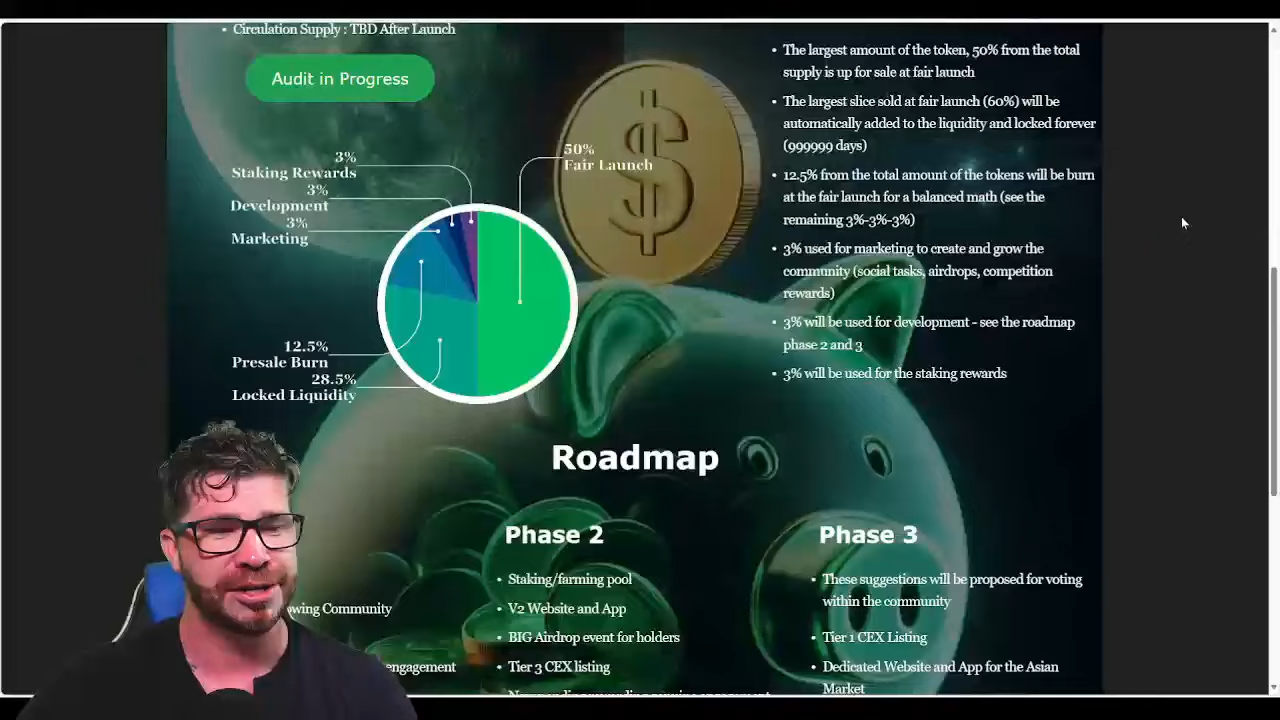 Circulation Supply : TBD After Launch
Audit in Progress
3%
Staking Rewards
3%
Development
3%
Marketing
12.5%
Presale Burn
28.5%
Locked Liquidity
50%
Fair Launch
The largest amount of the token, 50% from the total
supply is up for sale at fair launch
The largest slice sold at fair launch (60%) will be
automatically added to the liquidity and locked forever
(999999 days)
12.5% from the total amount of the tokens will be burn
at the fair launch for a balanced math (see the
remaining 3%-3%-3%)
3% used for marketing to create and grow the
community (social tasks, airdrops, competition
rewards)
3% will be used for development - see the roadmap
phase 2 and 3
3% will be used for the staking rewards
Roadmap
Community
engagement
Phase 2
Staking/farming pool
V2 Website and App
BIG Airdrop event for holders
Tier 3 CEX listing
Phase 3
These suggestions will be proposed for voting
within the community
Tier 1 CEX Listing
Dedicated Website and App for the Asian
Market